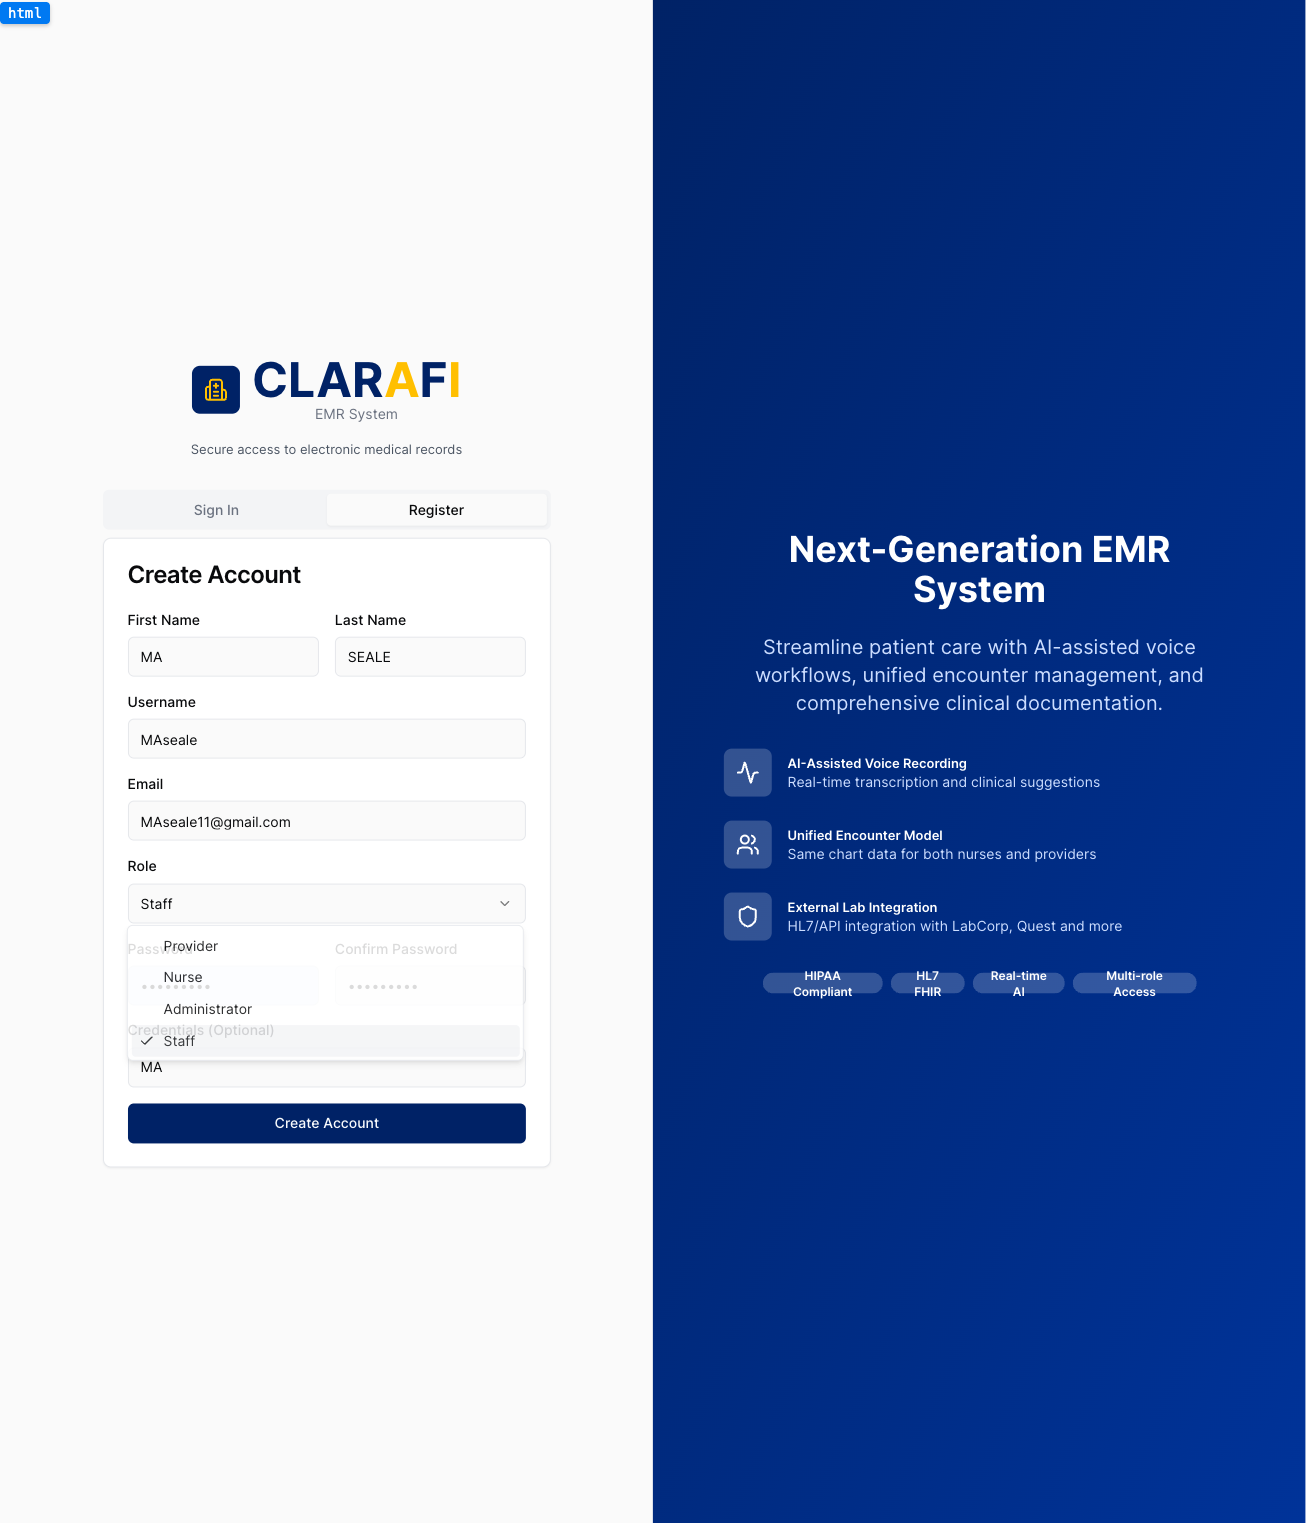 html
CLARAFI
EMR System
Secure access to electronic medical records
Sign In
Register
Create Account
First Name
Last Name
MA
SEALE
Username
MAseale
Email
MAseale11@gmail.com
Role
Staff
Provider
Password
Confirm Password
Nurse
•••••••••
•••••••••
Administrator
Credentials (Optional)
Staff
MA
Create Account
Next-Generation EMR
System
Streamline patient care with AI-assisted voice
workflows, unified encounter management, and
comprehensive clinical documentation.
AI-Assisted Voice Recording
Real-time transcription and clinical suggestions
Unified Encounter Model
Same chart data for both nurses and providers
External Lab Integration
HL7/API integration with LabCorp, Quest and more
HIPAA
Compliant
HL7
FHIR
Real-time
AI
Multi-role
Access